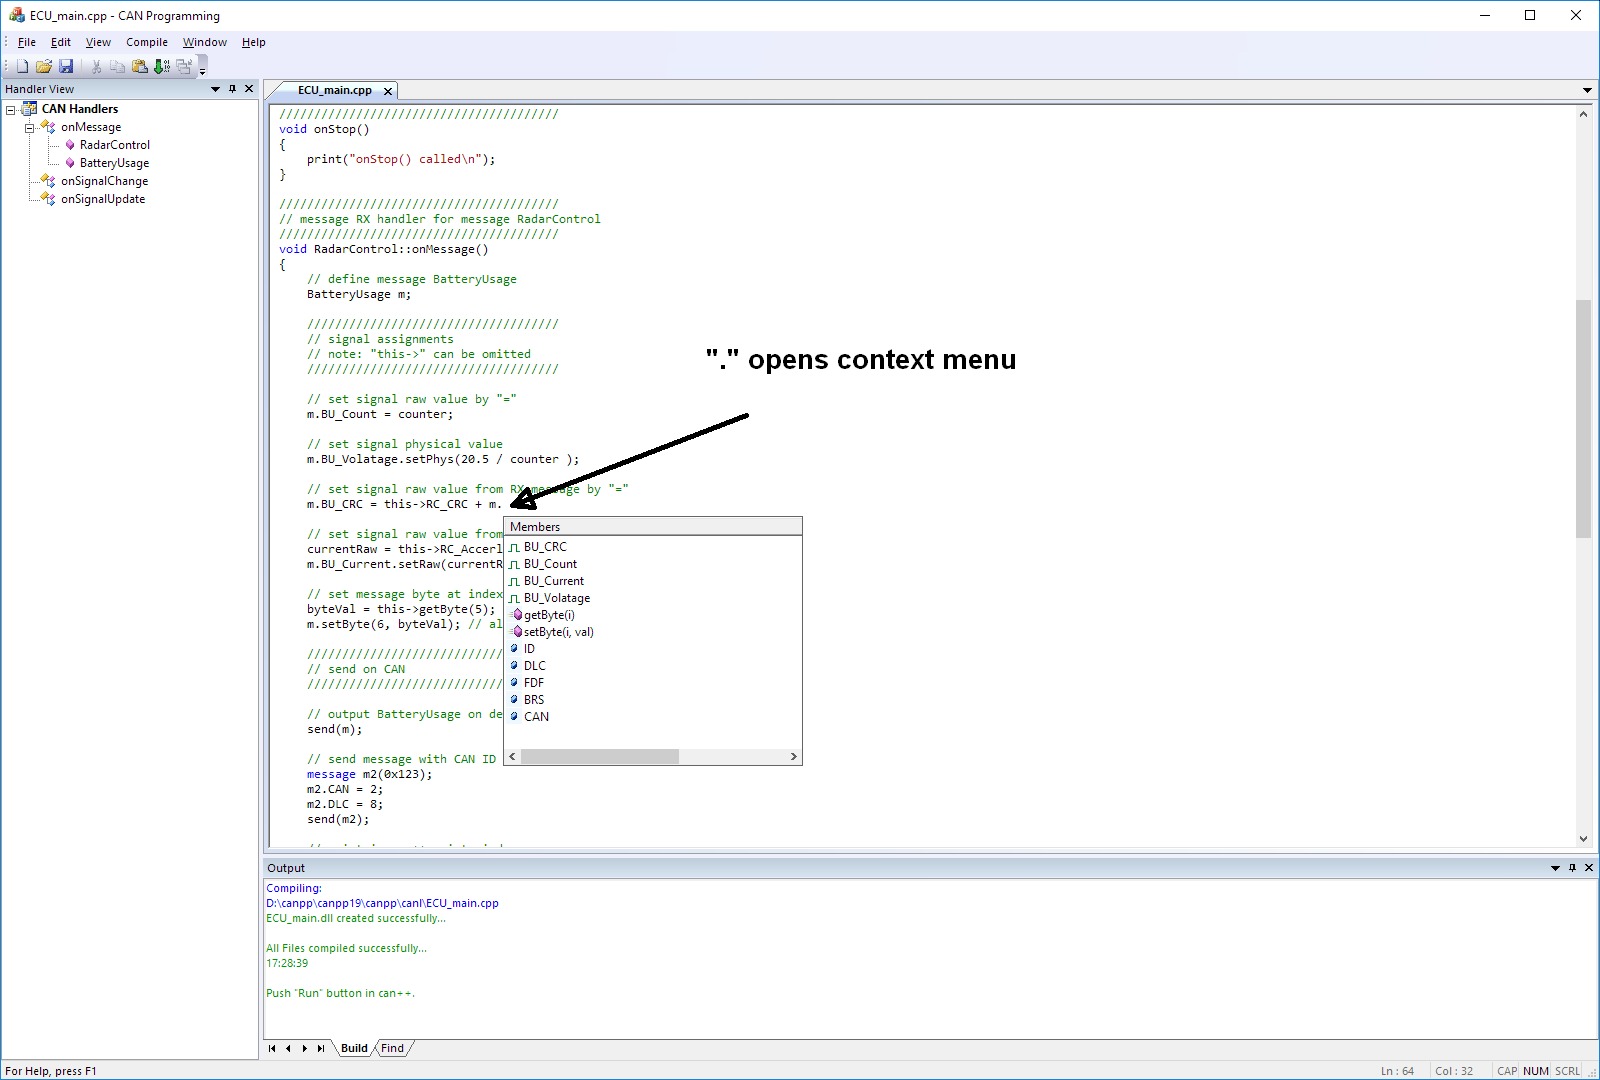 ECU_main.cpp - CAN Programming
File Edit View Compile Window Help
Handler View
CAN Handlers
onMessage
RadarControl
BatteryUsage
onSignalChange
onSignalUpdate
ECU_main.cpp
////////////////////////////////////////
void onStop()
{
print("onStop() called\n");
}
////////////////////////////////////////
// message RX handler for message RadarControl
////////////////////////////////////////
void RadarControl::onMessage()
{
// define message BatteryUsage
BatteryUsage m;
////////////////////////////////////
// signal assignments
// note: "this->" can be omitted
////////////////////////////////////
// set signal raw value by "="
m.BU_Count = counter;
// set signal physical value
m.BU_Volatage.setPhys(20.5 / counter );
// set signal raw value from RX message by "="
m.BU_CRC = this->RC_CRC + m.
// set signal raw value from
currentRaw = this->RC_Accerl
m.BU_Current.setRaw(currentR
// set message byte at index
byteVal = this->getByte(5);
m.setByte(6, byteVal); // al
////////////////////////////
// send on CAN
////////////////////////////
// output BatteryUsage on de
send(m);
// send message with CAN ID
message m2(0x123);
m2.CAN = 2;
m2.DLC = 8;
send(m2);
"." opens context menu
Members
BU_CRC
BU_Count
BU_Current
BU_Volatage
getByte(i)
setByte(i, val)
ID
DLC
FDF
BRS
CAN
Output
Compiling:
D:\canpp\canpp19\canpp\canl\ECU_main.cpp
ECU_main.dll created successfully...
All Files compiled successfully...
17:28:39
Push "Run" button in can++.
Build Find
For Help, press F1
Ln : 64 Col : 32 CAP NUM SCRL